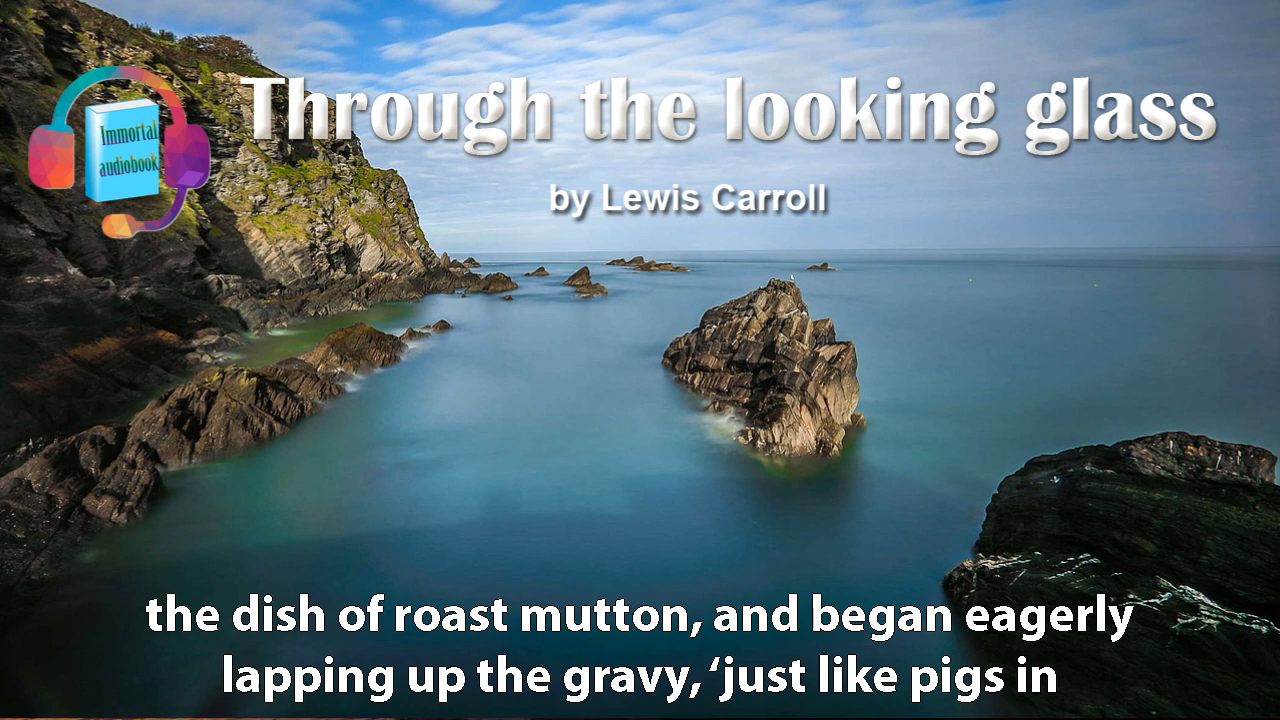 Immortal
audiobook
Through the looking glass
by Lewis Carroll
the dish of roast mutton, and began eagerly
lapping up the gravy, ‘just like pigs in